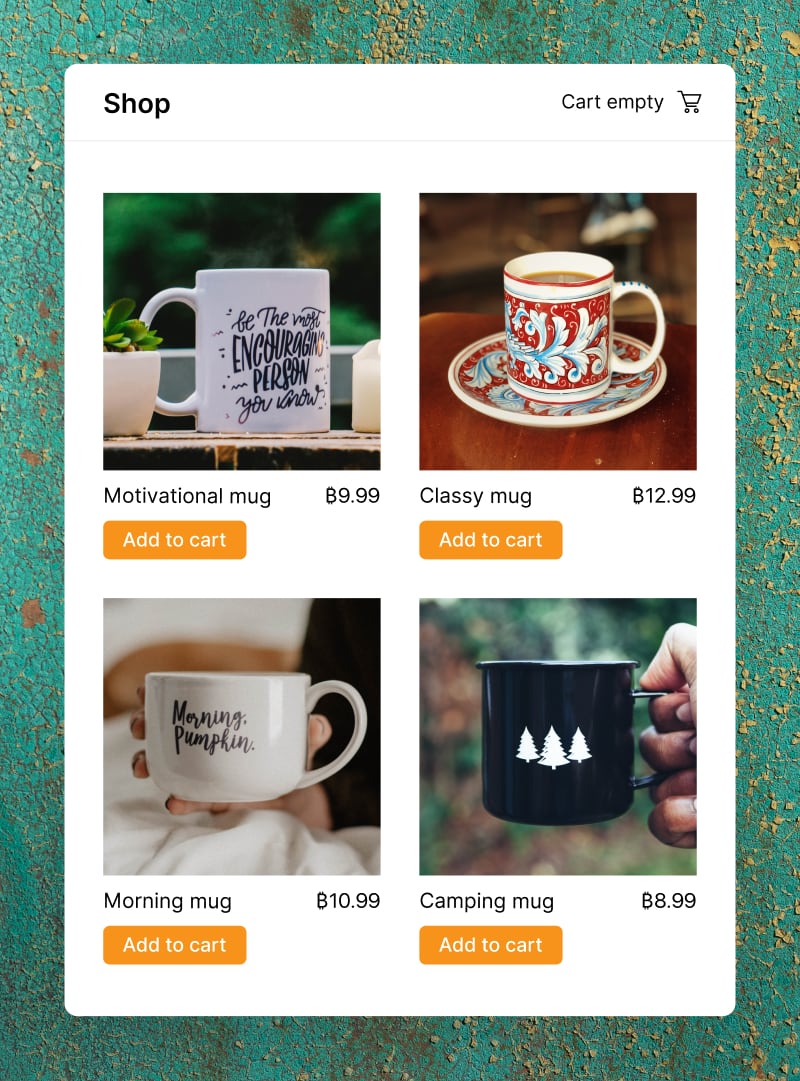 Shop
Cart empty
be The most
ENCOURAGING
PERSON
you know
Motivational mug
฿9.99
Classy mug
฿12.99
Add to cart
Add to cart
Morning,
Pumpkin.
Morning mug
฿10.99
Camping mug
฿8.99
Add to cart
Add to cart